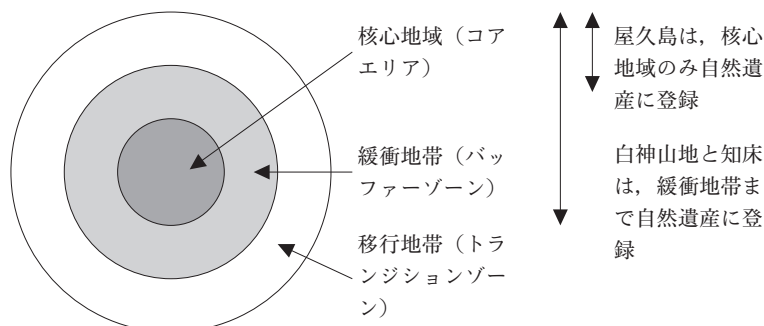 核心地域（コア
エリア）
緩衝地帯（バッ
ファーゾーン）
移行地帯（トラ
ンジションゾー
ン）
屋久島は，核心
地域のみ自然遺
産に登録
白神山地と知床
は，緩衝地帯ま
で自然遺産に登
録